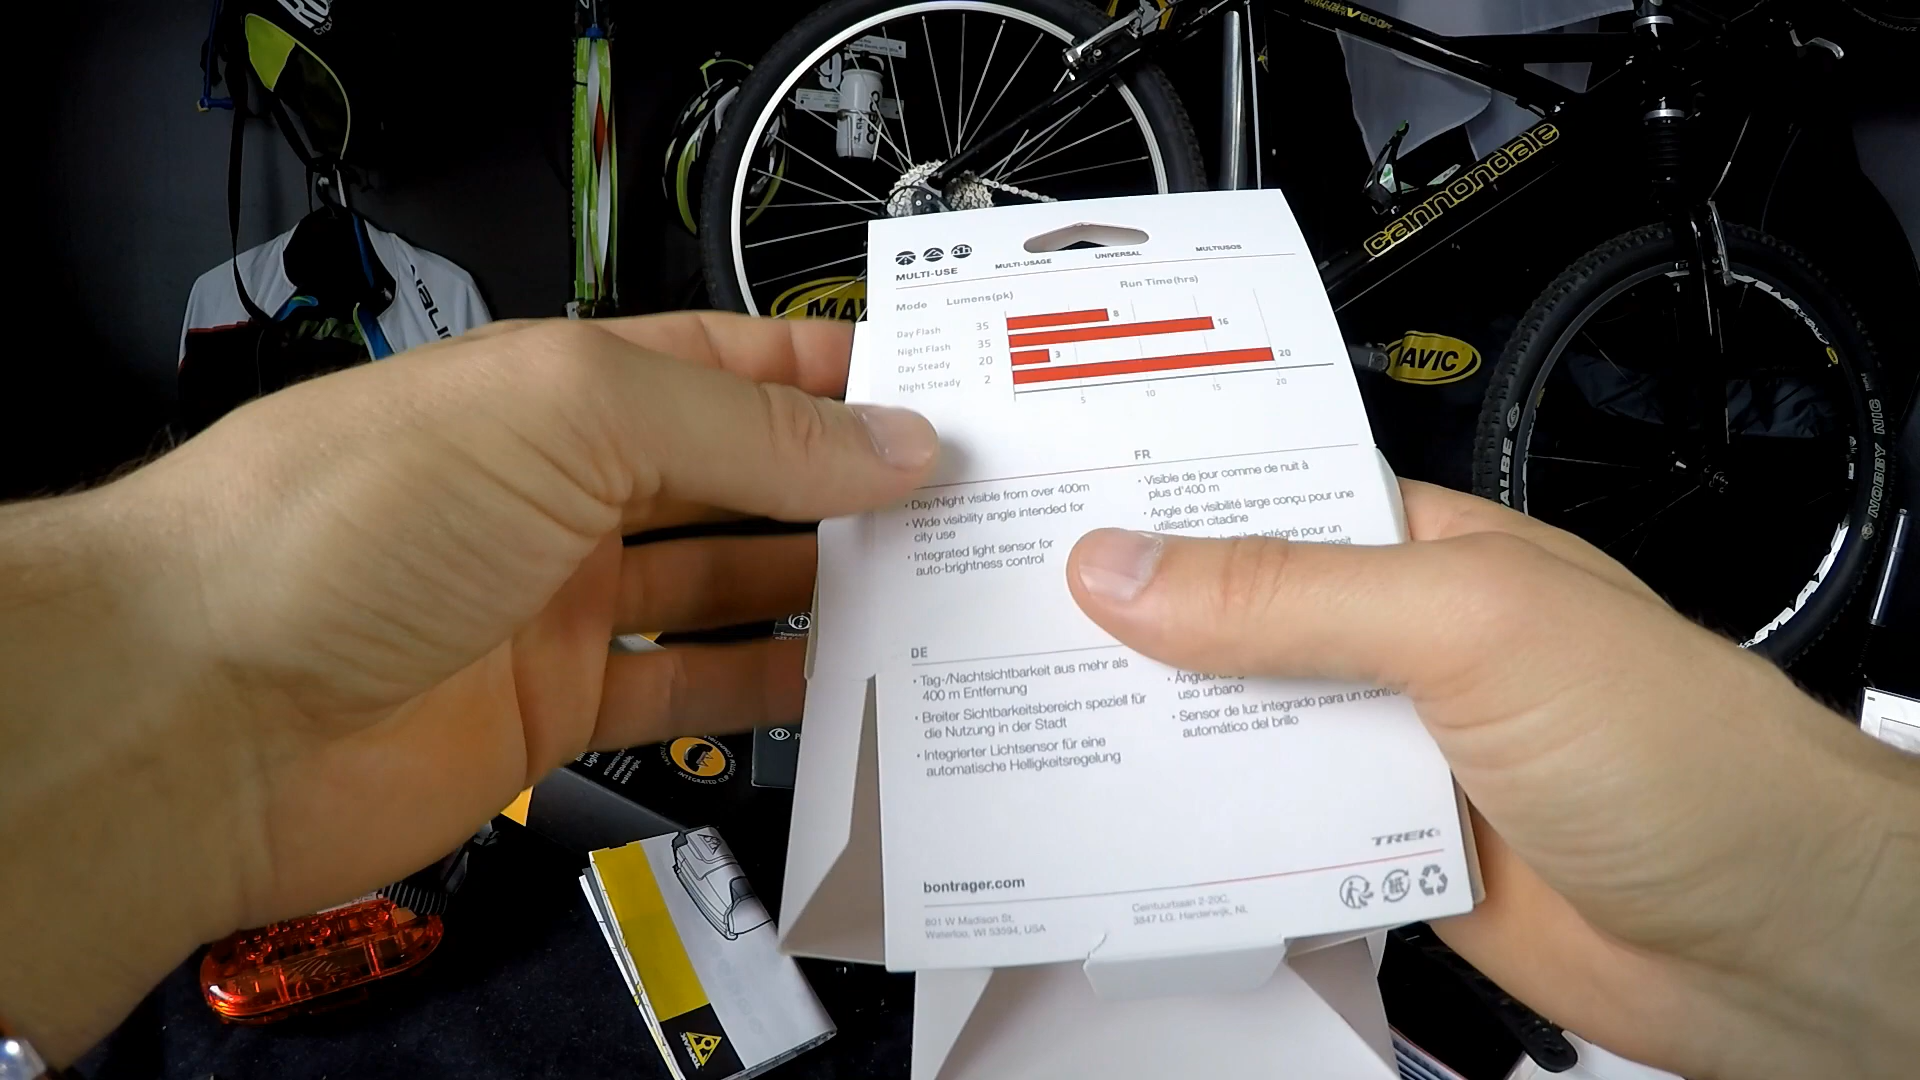 cannondale
MAVIC
NOBBY NIC
MULTI-USE
MULTI-USAGE
UNIVERSAL
MULTIUSOS
Mode Lumens(pk) Run Time(hrs)
Day Flash 35 8
Night Flash 35 16
Day Steady 20 3
Night Steady 2 20
5 10 15 20
· Day/Night visible from over 400m
· Wide visibility angle intended for
city use
· Integrated light sensor for
auto-brightness control
FR
· Visible de jour comme de nuit à
plus d'400 m
· Angle de visibilité large conçu pour une
utilisation citadine
intégré pour un
DE
· Tag-/Nachtsichtbarkeit aus mehr als
400 m Entfernung
· Breiter Sichtbarkeitsbereich speziell für
die Nutzung in der Stadt
· Integrierter Lichtsensor für eine
automatische Helligkeitsregelung
uso urbano
· Sensor de luz integrado para un
automático del brillo
TREK
bontrager.com
801 W Madison St,
Waterloo, WI 53594, USA
Ceintuurbaan 2-20C,
3847 LG, Harderwijk, NL
TOPEAK